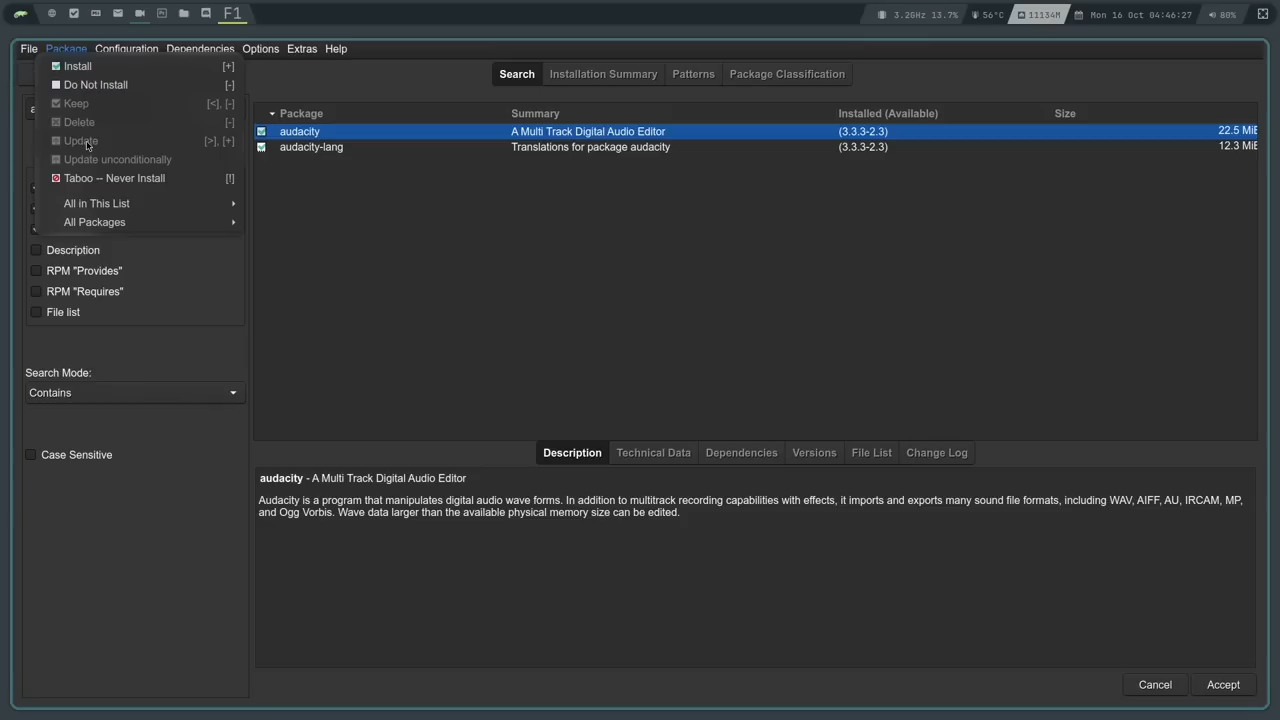 F1
3.2GHz 13.7%
56°C
11134M
Mon 16 Oct 04:46:27
80%
File Package Configuration Dependencies Options Extras Help
Install [+]
Do Not Install [-]
Keep [<], [-]
Delete [-]
Update [>], [+]
Update unconditionally
Taboo -- Never Install [!]
All in This List
All Packages
Description
RPM "Provides"
RPM "Requires"
File list
Search Mode:
Contains
Case Sensitive
Search Installation Summary Patterns Package Classification
Package Summary Installed (Available) Size
audacity A Multi Track Digital Audio Editor (3.3.3-2.3) 22.5 MiE
audacity-lang Translations for package audacity (3.3.3-2.3) 12.3 MiE
Description Technical Data Dependencies Versions File List Change Log
audacity - A Multi Track Digital Audio Editor
Audacity is a program that manipulates digital audio wave forms. In addition to multitrack recording capabilities with effects, it imports and exports many sound file formats, including WAV, AIFF, AU, IRCAM, MP,
and Ogg Vorbis. Wave data larger than the available physical memory size can be edited.
Cancel Accept